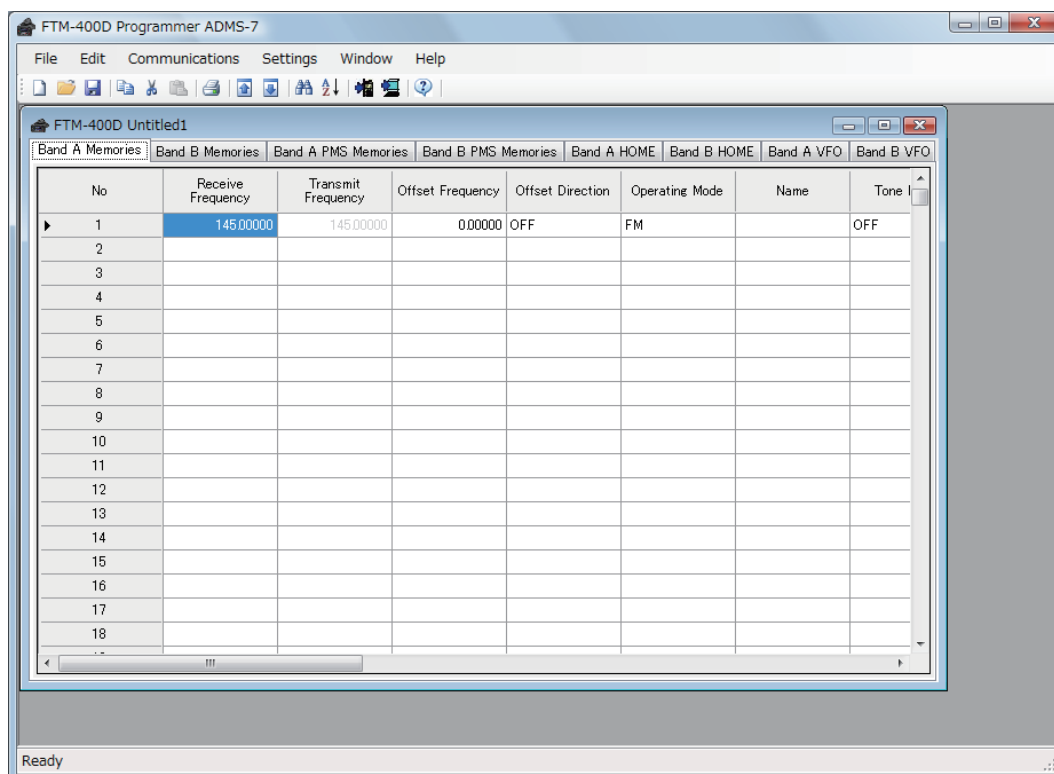 FTM-400D Programmer ADMS-7
File Edit Communications Settings Window Help
FTM-400D Untitled1
Band A Memories Band B Memories Band A PMS Memories Band B PMS Memories Band A HOME Band B HOME Band A VFO Band B VFO
No Receive Frequency Transmit Frequency Offset Frequency Offset Direction Operating Mode Name Tone
1 145.00000 145.00000 0.00000 OFF FM OFF
2
3
4
5
6
7
8
9
10
11
12
13
14
15
16
17
18
Ready